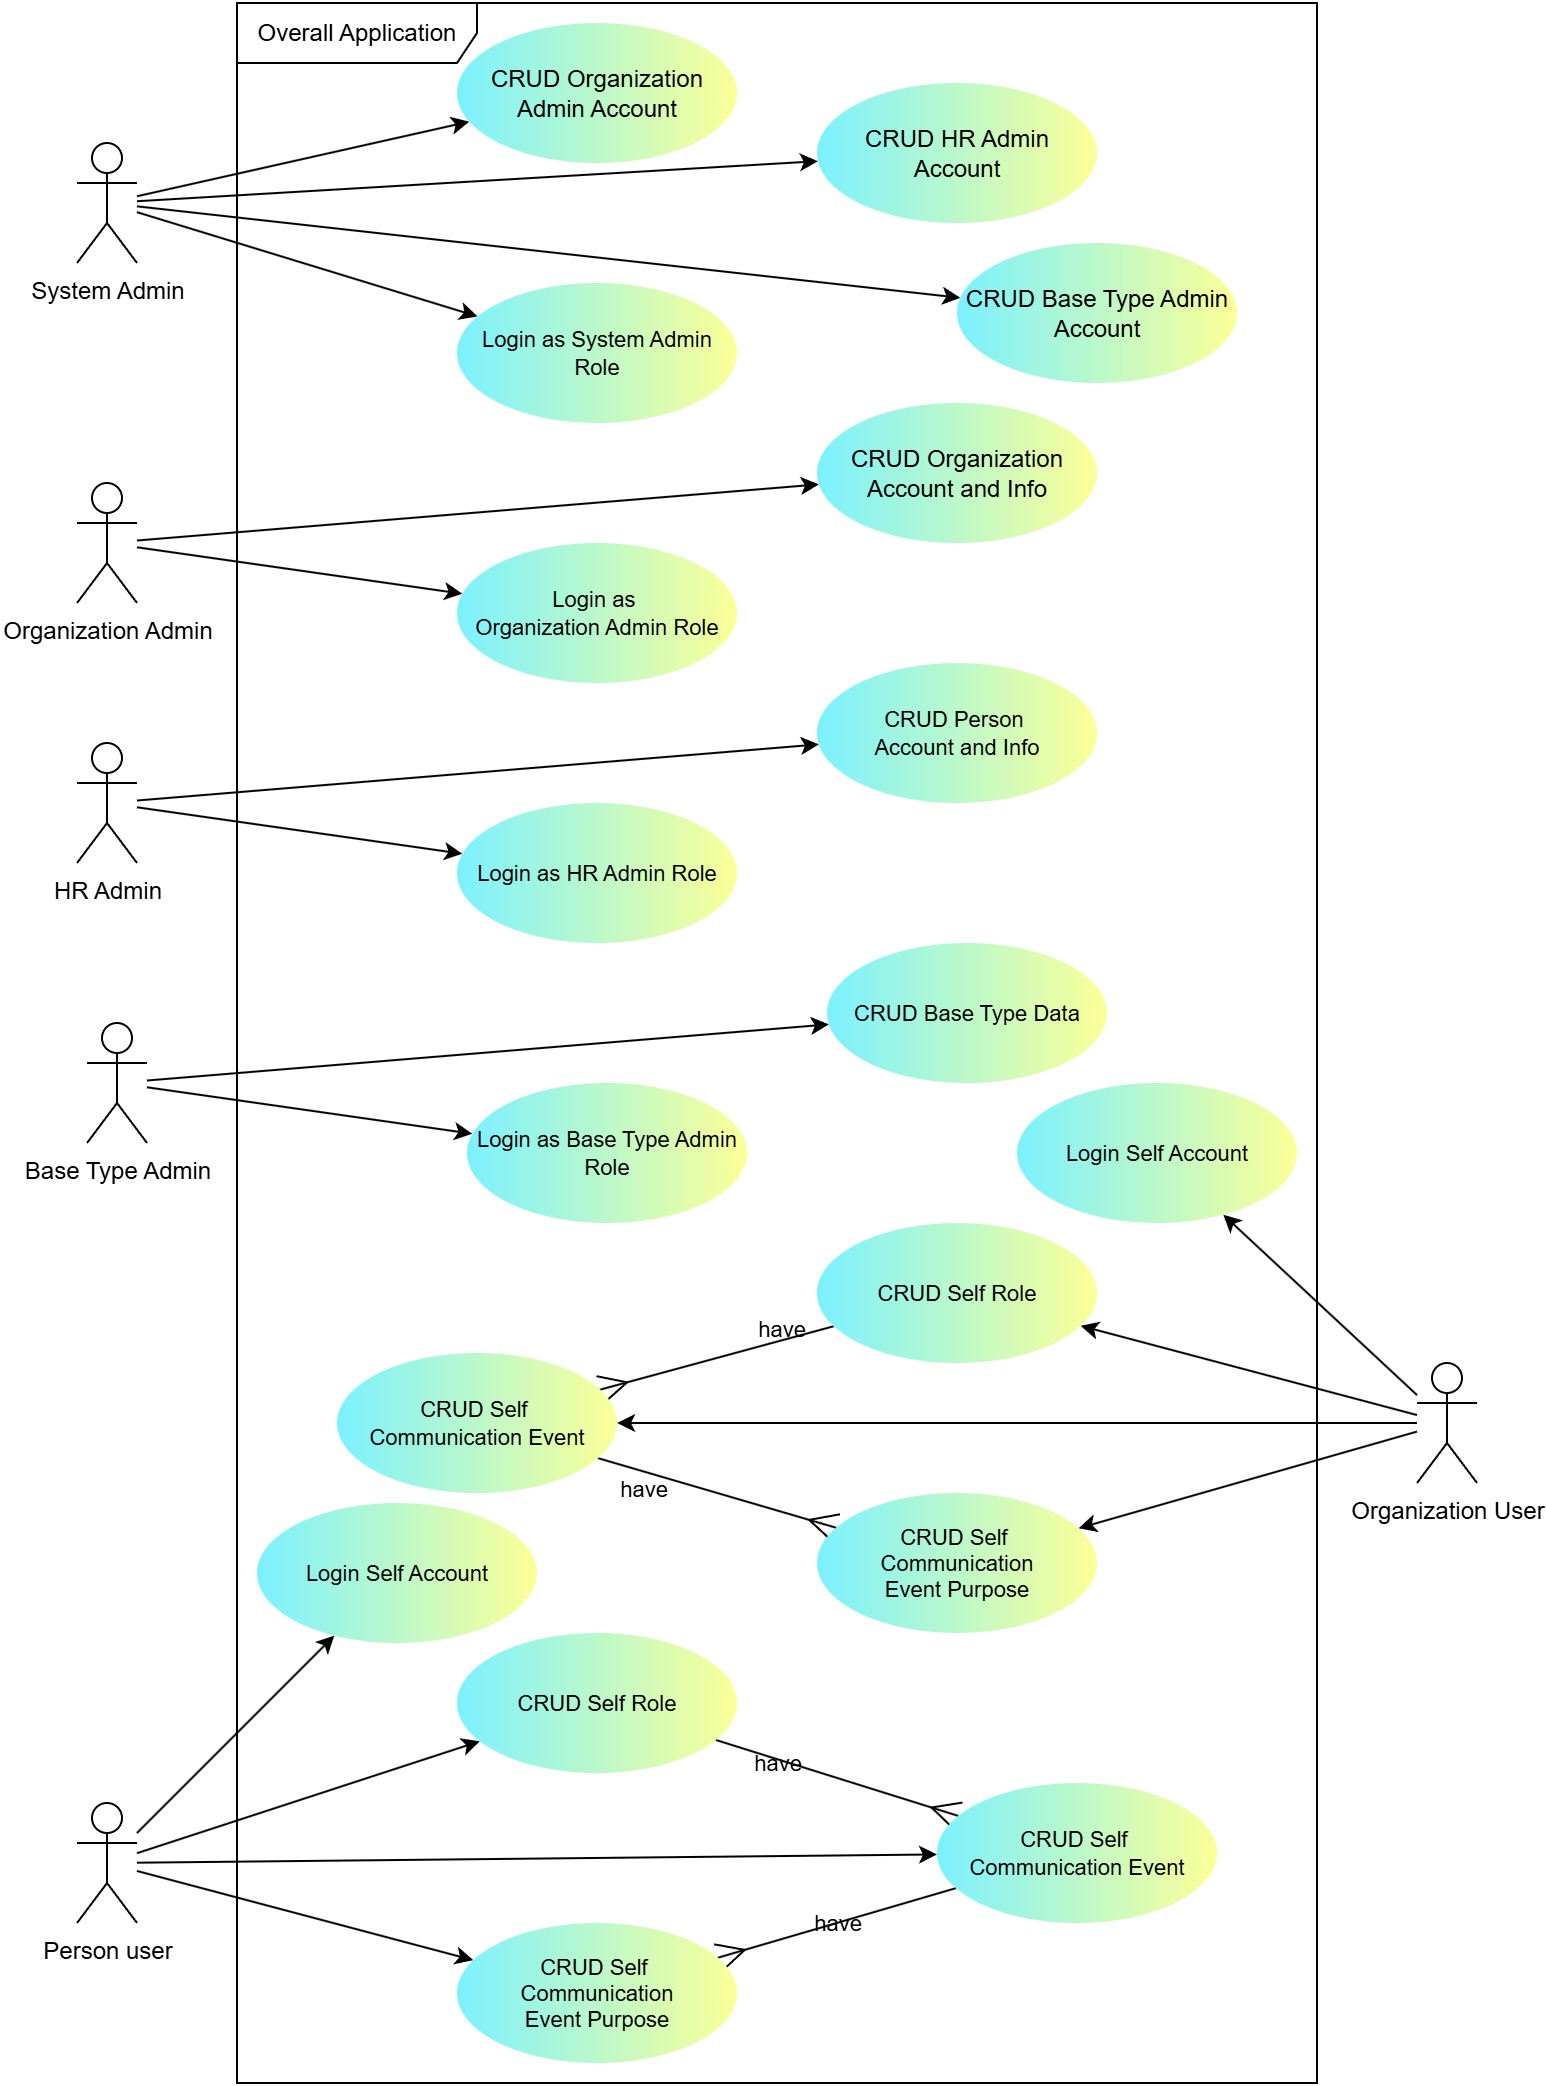 Overall Application
CRUD Organization
Admin Account
CRUD HR Admin
Account
System Admin
CRUD Base Type Admin
Account
Login as System Admin
Role
CRUD Organization
Account and Info
Organization Admin
Login as
Organization Admin Role
CRUD Person
Account and Info
HR Admin
Login as HR Admin Role
CRUD Base Type Data
Base Type Admin
Login as Base Type Admin
Role
Login Self Account
CRUD Self Role
have
CRUD Self
Communication Event
have
Organization User
CRUD Self
Communication
Event Purpose
Login Self Account
CRUD Self Role
have
CRUD Self
Communication Event
have
Person user
CRUD Self
Communication
Event Purpose